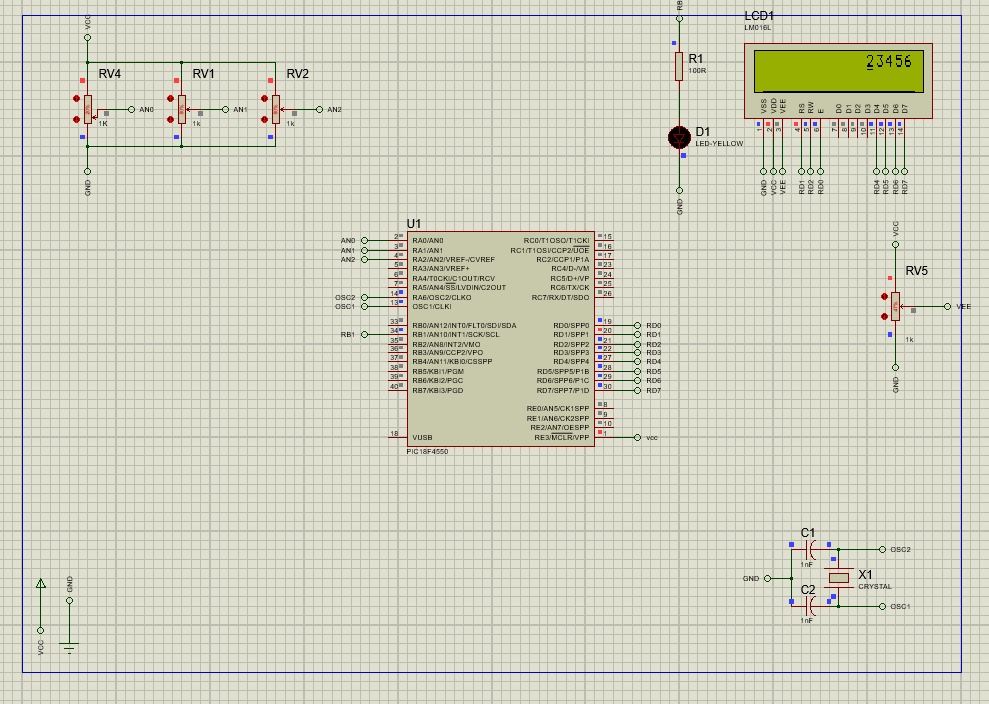 VCC
RV4
RV1
RV2
AN0
AN1
AN2
1K
1k
1k
GND
RB
R1
100R
D1
LED-YELLOW
GND
LCD1
LM016L
23456
VSS
VDD
VEE
RS
RW
E
D0
D1
D2
D3
D4
D5
D6
D7
1
2
3
4
5
6
7
8
9
10
11
12
13
14
GND
VCC
VEE
RD1
RD2
RD0
RD4
RD5
RD6
RD7
U1
AN0 2 RA0/AN0
AN1 3 RA1/AN1
AN2 4 RA2/AN2/VREF-/CVREF
5 RA3/AN3/VREF+
6 RA4/T0CKI/C1OUT/RCV
7 RA5/AN4/SS/LVDIN/C2OUT
OSC2 14 RA6/OSC2/CLKO
OSC1 13 OSC1/CLKI
33 RB0/AN12/INT0/FLT0/SDI/SDA
RB1 34 RB1/AN10/INT1/SCK/SCL
35 RB2/AN8/INT2/VMO
36 RB3/AN9/CCP2/VPO
37 RB4/AN11/KBI0/CSSPP
38 RB5/KBI1/PGM
39 RB6/KBI2/PGC
40 RB7/KBI3/PGD
18 VUSB
RC0/T1OSO/T1CKI 15
RC1/T1OSI/CCP2/UOE 16
RC2/CCP1/P1A 17
RC4/D-/VM 23
RC5/D+/VP 24
RC6/TX/CK 25
RC7/RX/DT/SDO 26
RD0/SPP0 19 RD0
RD1/SPP1 20 RD1
RD2/SPP2 21 RD2
RD3/SPP3 22 RD3
RD4/SPP4 27 RD4
RD5/SPP5/P1B 28 RD5
RD6/SPP6/P1C 29 RD6
RD7/SPP7/P1D 30 RD7
RE0/AN5/CK1SPP 8
RE1/AN6/CK2SPP 9
RE2/AN7/OESPP 10
RE3/MCLR/VPP 1 vcc
PIC18F4550
VCC
RV5
VEE
1k
GND
C1
1nF
OSC2
GND
X1
CRYSTAL
C2
1nF
OSC1
VCC
GND